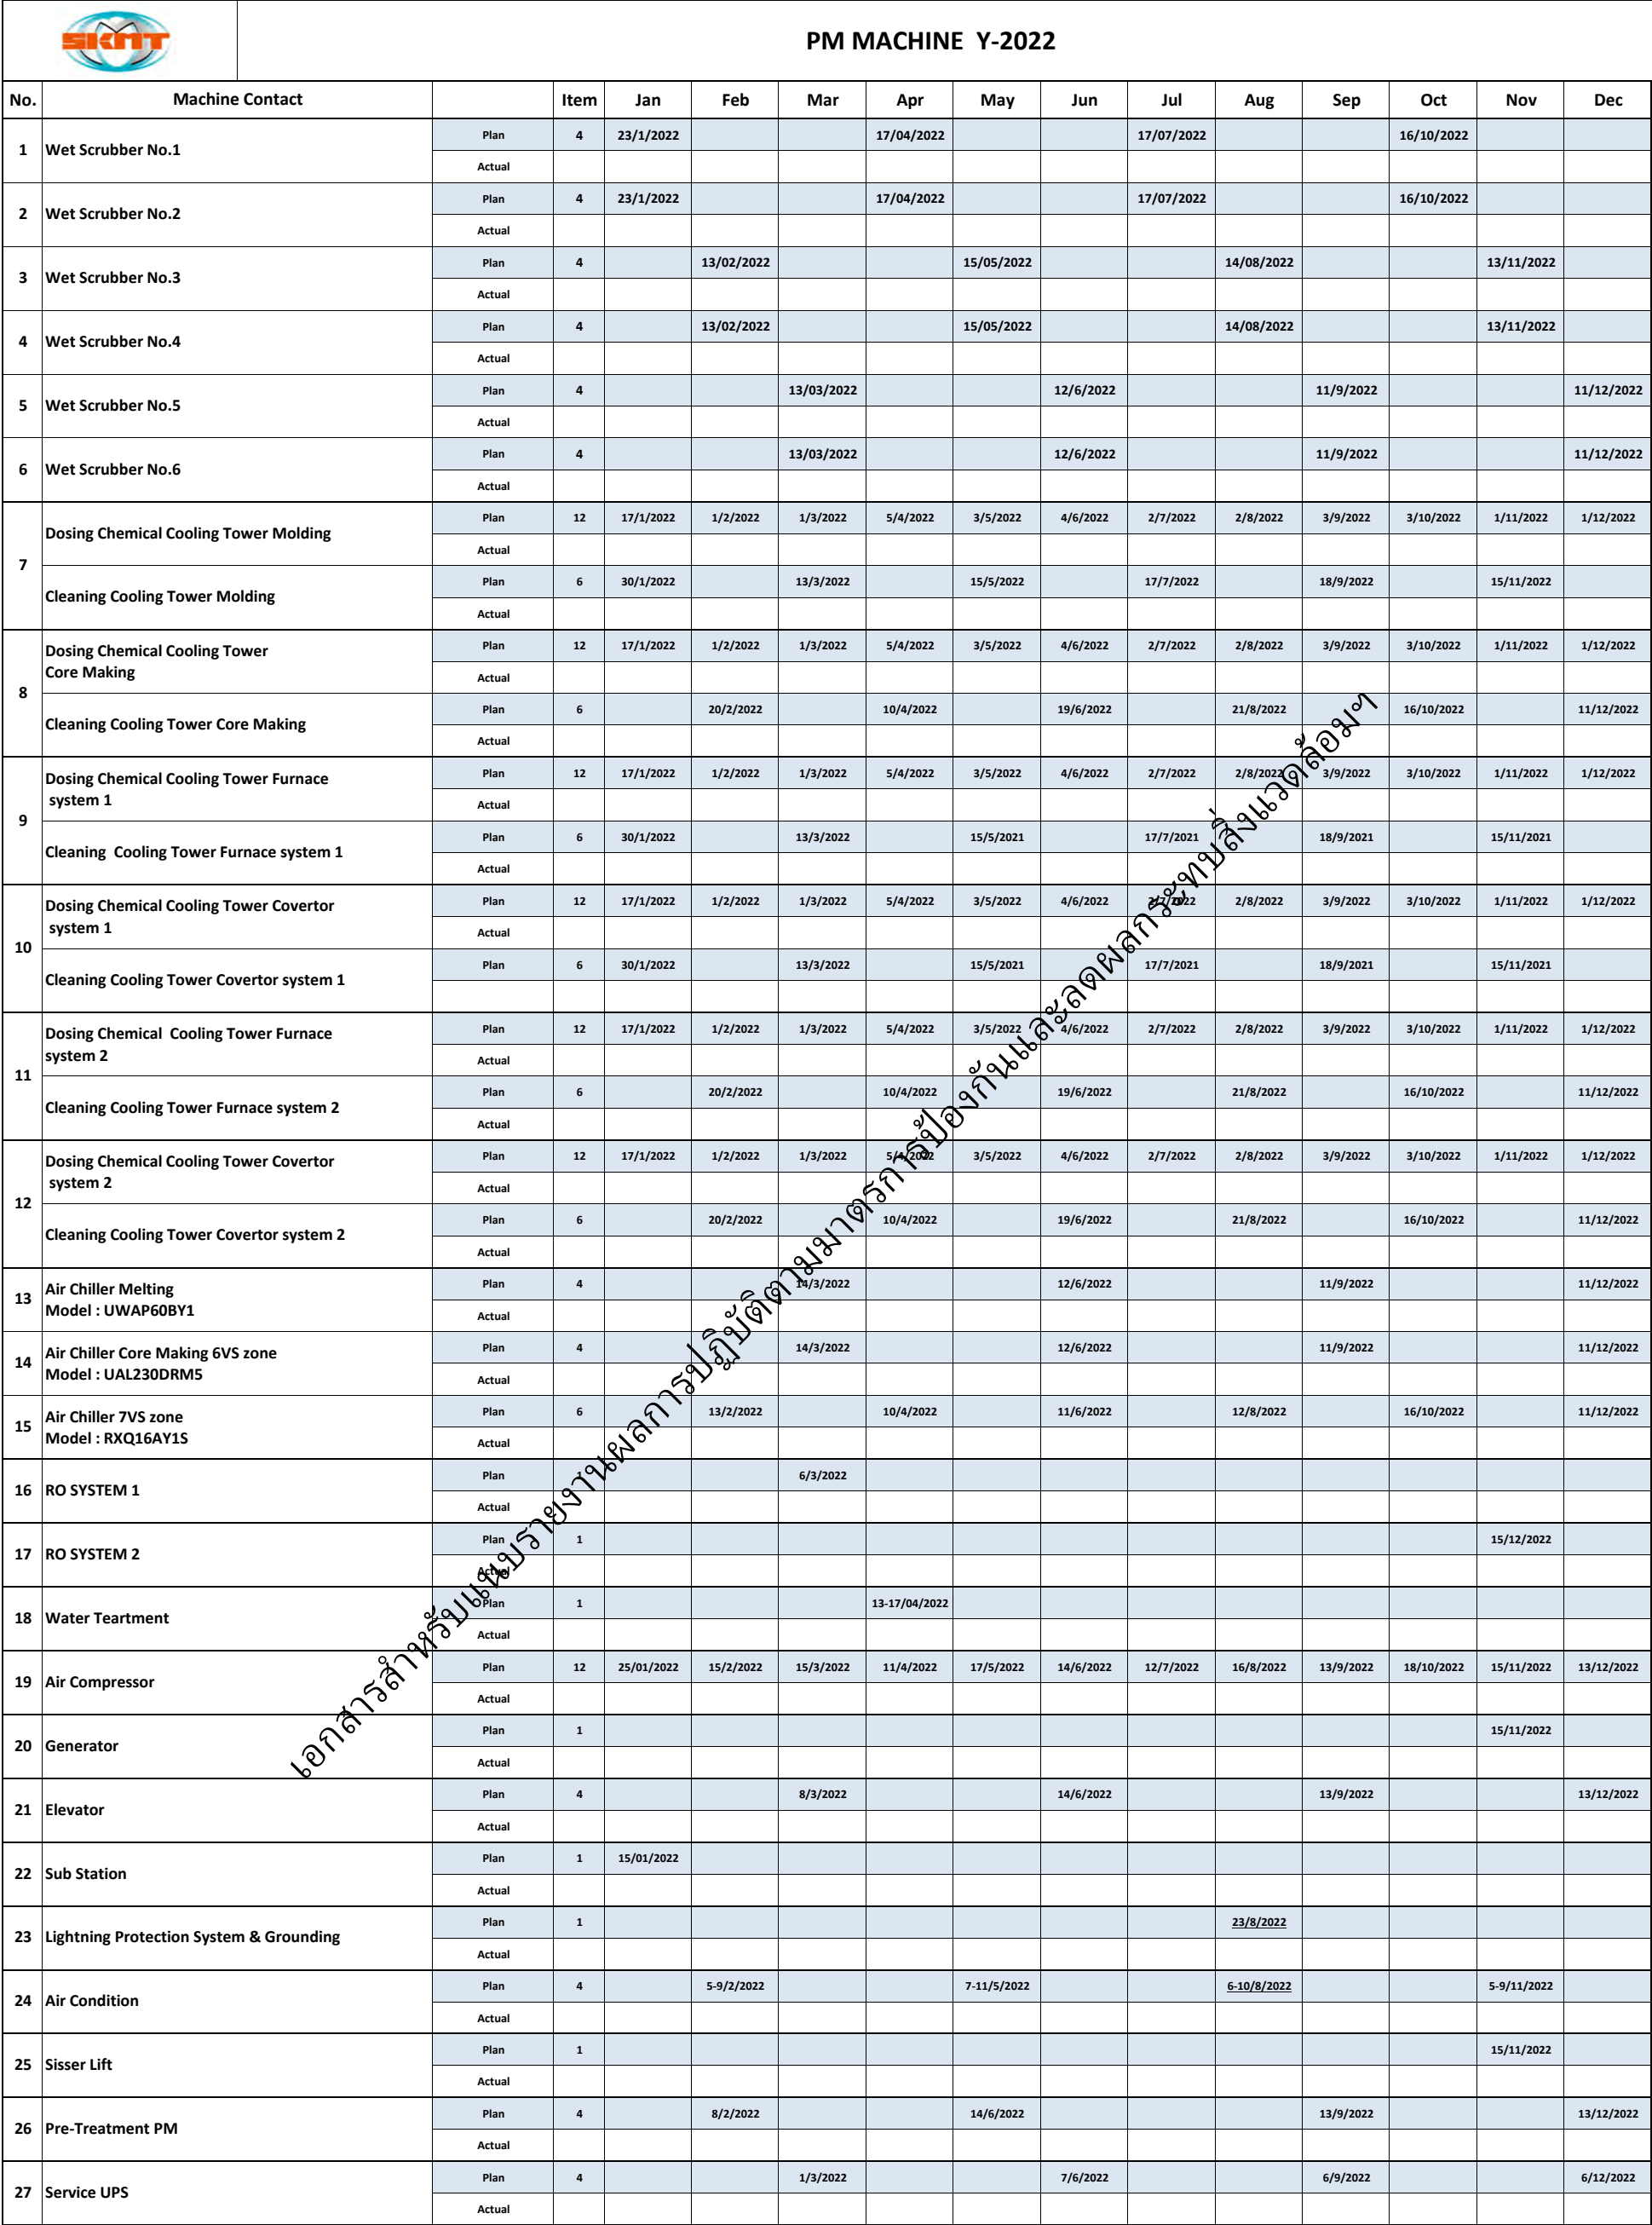 SKMT
PM MACHINE Y-2022
No. Machine Contact Item Jan Feb Mar Apr May Jun Jul Aug Sep Oct Nov Dec
1 Wet Scrubber No.1
Plan 4 23/1/2022 17/04/2022 17/07/2022 16/10/2022
Actual
2 Wet Scrubber No.2
Plan 4 23/1/2022 17/04/2022 17/07/2022 16/10/2022
Actual
3 Wet Scrubber No.3
Plan 4 13/02/2022 15/05/2022 14/08/2022 13/11/2022
Actual
4 Wet Scrubber No.4
Plan 4 13/02/2022 15/05/2022 14/08/2022 13/11/2022
Actual
5 Wet Scrubber No.5
Plan 4 13/03/2022 12/6/2022 11/9/2022 11/12/2022
Actual
6 Wet Scrubber No.6
Plan 4 13/03/2022 12/6/2022 11/9/2022 11/12/2022
Actual
7
Dosing Chemical Cooling Tower Molding
Plan 12 17/1/2022 1/2/2022 1/3/2022 5/4/2022 3/5/2022 4/6/2022 2/7/2022 2/8/2022 3/9/2022 3/10/2022 1/11/2022 1/12/2022
Actual
Cleaning Cooling Tower Molding
Plan 6 30/1/2022 13/3/2022 15/5/2022 17/7/2022 18/9/2022 15/11/2022
Actual
8
Dosing Chemical Cooling Tower
Core Making
Plan 12 17/1/2022 1/2/2022 1/3/2022 5/4/2022 3/5/2022 4/6/2022 2/7/2022 2/8/2022 3/9/2022 3/10/2022 1/11/2022 1/12/2022
Actual
Cleaning Cooling Tower Core Making
Plan 6 20/2/2022 10/4/2022 19/6/2022 21/8/2022 16/10/2022 11/12/2022
Actual
9
Dosing Chemical Cooling Tower Furnace
system 1
Plan 12 17/1/2022 1/2/2022 1/3/2022 5/4/2022 3/5/2022 4/6/2022 2/7/2022 2/8/2022 3/9/2022 3/10/2022 1/11/2022 1/12/2022
Actual
Cleaning Cooling Tower Furnace system 1
Plan 6 30/1/2022 13/3/2022 15/5/2021 17/7/2021 18/9/2021 15/11/2021
Actual
10
Dosing Chemical Cooling Tower Covertor
system 1
Plan 12 17/1/2022 1/2/2022 1/3/2022 5/4/2022 3/5/2022 4/6/2022 2/7/2022 2/8/2022 3/9/2022 3/10/2022 1/11/2022 1/12/2022
Actual
Cleaning Cooling Tower Covertor system 1
Plan 6 30/1/2022 13/3/2022 15/5/2021 17/7/2021 18/9/2021 15/11/2021
11
Dosing Chemical Cooling Tower Furnace
system 2
Plan 12 17/1/2022 1/2/2022 1/3/2022 5/4/2022 3/5/2022 4/6/2022 2/7/2022 2/8/2022 3/9/2022 3/10/2022 1/11/2022 1/12/2022
Actual
Cleaning Cooling Tower Furnace system 2
Plan 6 20/2/2022 10/4/2022 19/6/2022 21/8/2022 16/10/2022 11/12/2022
Actual
12
Dosing Chemical Cooling Tower Covertor
system 2
Plan 12 17/1/2022 1/2/2022 1/3/2022 5/4/2022 3/5/2022 4/6/2022 2/7/2022 2/8/2022 3/9/2022 3/10/2022 1/11/2022 1/12/2022
Actual
Cleaning Cooling Tower Covertor system 2
Plan 6 20/2/2022 10/4/2022 19/6/2022 21/8/2022 16/10/2022 11/12/2022
Actual
13 Air Chiller Melting
Model : UWAP60BY1
Plan 4 14/3/2022 12/6/2022 11/9/2022 11/12/2022
Actual
14 Air Chiller Core Making 6VS zone
Model : UAL230DRM5
Plan 4 14/3/2022 12/6/2022 11/9/2022 11/12/2022
Actual
15 Air Chiller 7VS zone
Model : RXQ16AY1S
Plan 6 13/2/2022 10/4/2022 11/6/2022 12/8/2022 16/10/2022 11/12/2022
Actual
16 RO SYSTEM 1
Plan 6/3/2022
Actual
17 RO SYSTEM 2
Plan 1 15/12/2022
Actual
18 Water Teartment
Plan 1 13-17/04/2022
Actual
19 Air Compressor
Plan 12 25/01/2022 15/2/2022 15/3/2022 11/4/2022 17/5/2022 14/6/2022 12/7/2022 16/8/2022 13/9/2022 18/10/2022 15/11/2022 13/12/2022
Actual
20 Generator
Plan 1 15/11/2022
Actual
21 Elevator
Plan 4 8/3/2022 14/6/2022 13/9/2022 13/12/2022
Actual
22 Sub Station
Plan 1 15/01/2022
Actual
23 Lightning Protection System & Grounding
Plan 1 23/8/2022
Actual
24 Air Condition
Plan 4 5-9/2/2022 7-11/5/2022 6-10/8/2022 5-9/11/2022
Actual
25 Sisser Lift
Plan 1 15/11/2022
Actual
26 Pre-Treatment PM
Plan 4 8/2/2022 14/6/2022 13/9/2022 13/12/2022
Actual
27 Service UPS
Plan 4 1/3/2022 7/6/2022 6/9/2022 6/12/2022
Actual
เอกสารสำหรับแนบรายงานผลการปฏิบัติตามมาตรการป้องกันและลดผลกระทบสิ่งแวดล้อมฯ